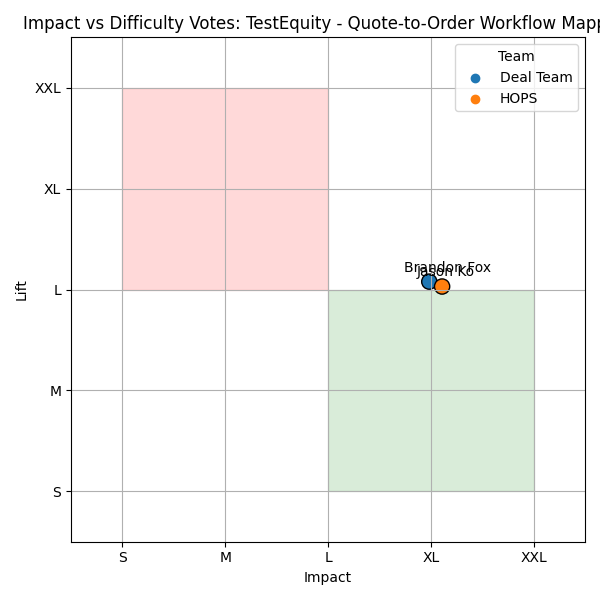 Impact vs Difficulty Votes: TestEquity - Quote-to-Order Workflow Mapp
Team
Deal Team
HOPS
XXL
XL
L
M
S
Lift
Brandon Fox
Jason Ko
S
M
L
XL
XXL
Impact